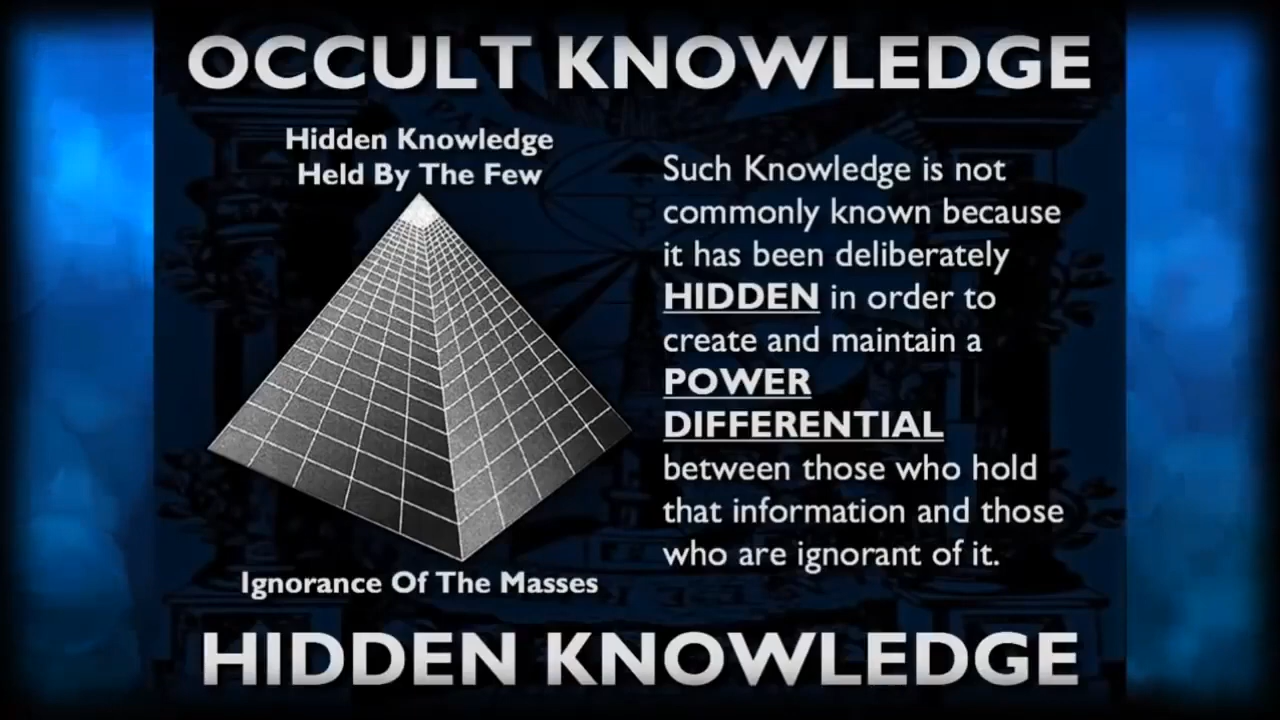 OCCULT KNOWLEDGE
Hidden Knowledge
Held By The Few
Such Knowledge is not
commonly known because
it has been deliberately
HIDDEN in order to
create and maintain a
POWER
DIFFERENTIAL
between those who hold
that information and those
who are ignorant of it.
Ignorance Of The Masses
HIDDEN KNOWLEDGE